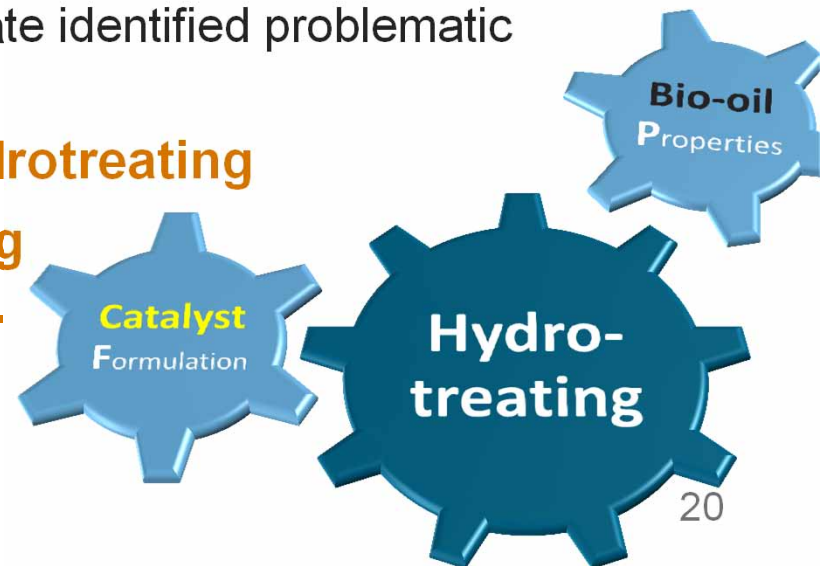 ate identified problematic
drotreating
g
.
Bio-oil
Properties
Catalyst
Formulation
Hydro-
treating
20